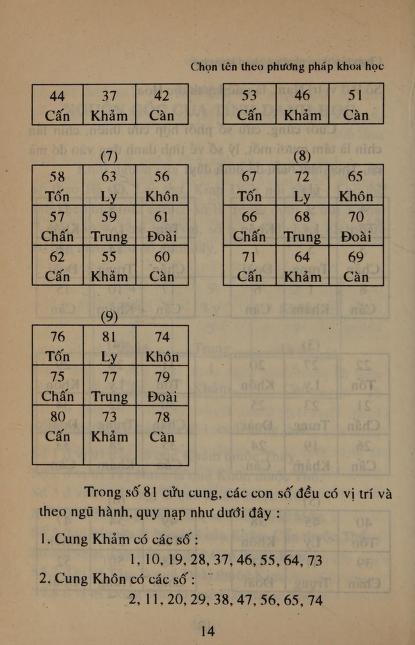 Chọn tên theo phương pháp khoa học
44 37 42
Cấn Khảm Càn
53 46 51
Cấn Khảm Càn
(7)
58 63 56
Tốn Ly Khôn
57 59 61
Chấn Trung Đoài
62 55 60
Cấn Khảm Càn
(8)
67 72 65
Tốn Ly Khôn
66 68 70
Chấn Trung Đoài
71 64 69
Cấn Khảm Càn
(9)
76 81 74
Tốn Ly Khôn
75 77 79
Chấn Trung Đoài
80 73 78
Cấn Khảm Càn
Trong số 81 cửu cung, các con số đều có vị trí và
theo ngũ hành, quy nạp như dưới đây :
1. Cung Khảm có các số :
1, 10, 19, 28, 37, 46, 55, 64, 73
2. Cung Khôn có các số :
2, 11, 20, 29, 38, 47, 56, 65, 74
14